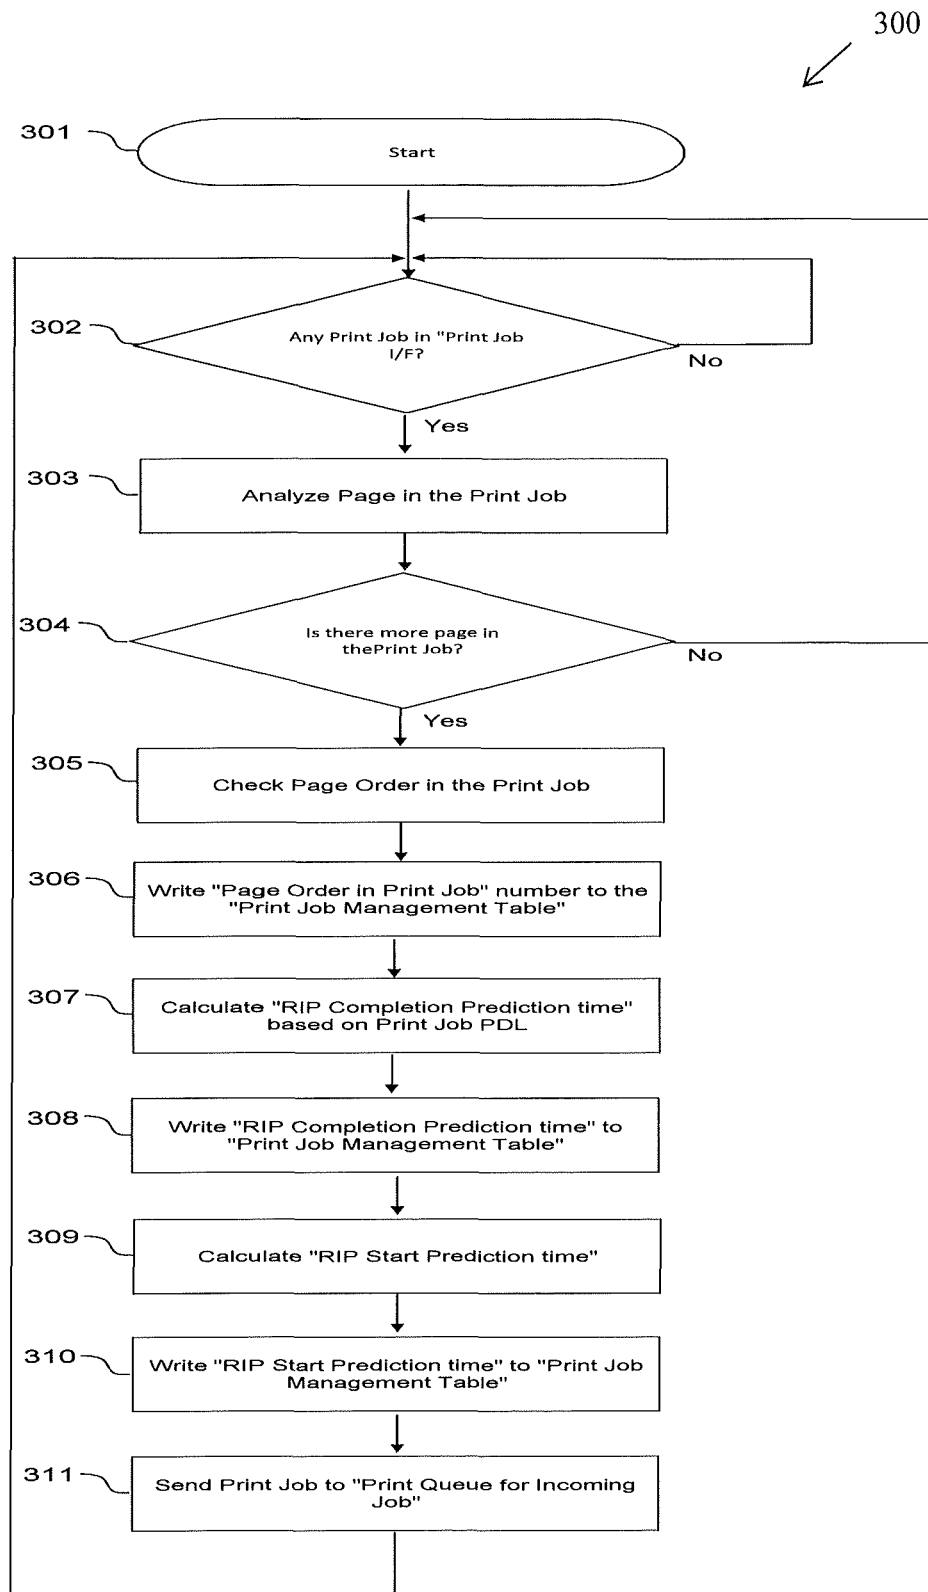 300
301
Start
302
Any Print Job in "Print Job
I/F?
No
Yes
303
Analyze Page in the Print Job
304
Is there more page in
thePrint Job?
No
Yes
305
Check Page Order in the Print Job
306
Write "Page Order in Print Job" number to the
"Print Job Management Table"
307
Calculate "RIP Completion Prediction time"
based on Print Job PDL
308
Write "RIP Completion Prediction time" to
"Print Job Management Table"
309
Calculate "RIP Start Prediction time"
310
Write "RIP Start Prediction time" to "Print Job
Management Table"
311
Send Print Job to "Print Queue for Incoming
Job"